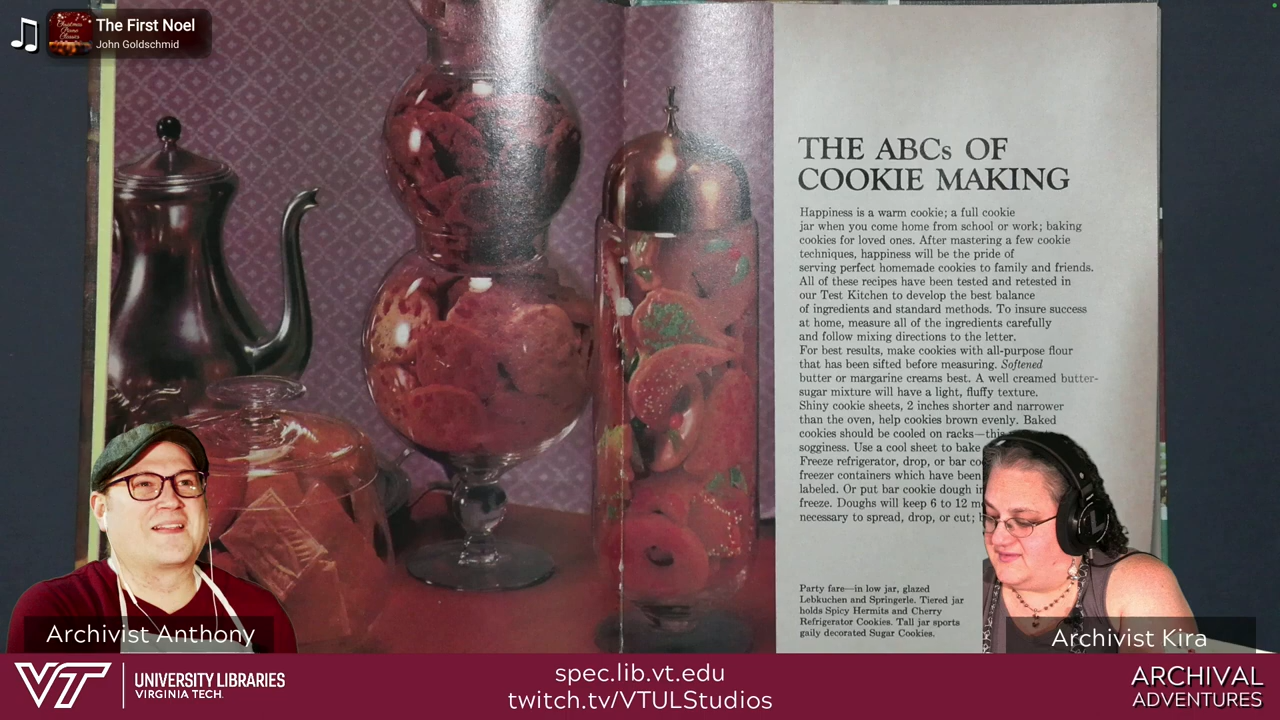 The First Noel
John Goldschmid
THE ABCs OF
COOKIE MAKING
Happiness is a warm cookie; a full cookie
jar when you come home from school or work; baking
cookies for loved ones. After mastering a few cookie
techniques, happiness will be the pride of
serving perfect homemade cookies to family and friends.
All of these recipes have been tested and retested in
our Test Kitchen to develop the best balance
of ingredients and standard methods. To insure success
at home, measure all of the ingredients carefully
and follow mixing directions to the letter.
For best results, make cookies with all-purpose flour
that has been sifted before measuring. Softened
butter or margarine creams best. A well creamed butter-
sugar mixture will have a light, fluffy texture.
Shiny cookie sheets, 2 inches shorter and narrower
than the oven, help cookies brown evenly. Baked
cookies should be cooled on racks—this
sogginess. Use a cool sheet to bake
Freeze refrigerator, drop, or bar
freezer containers which have been
labeled. Or put bar cookie dough
freeze. Doughs will keep 6 to 12
necessary to spread, drop, or cut;
Party fare—in low jar, glazed
Lebkuchen and Springerle. Tiered jar
holds Spicy Hermits and Cherry
Refrigerator Cookies. Tall jar sports
gaily decorated Sugar Cookies.
Archivist Anthony
Archivist Kira
VT
UNIVERSITY LIBRARIES
VIRGINIA TECH
spec.lib.vt.edu
twitch.tv/VTULStudios
ARCHIVAL
ADVENTURES